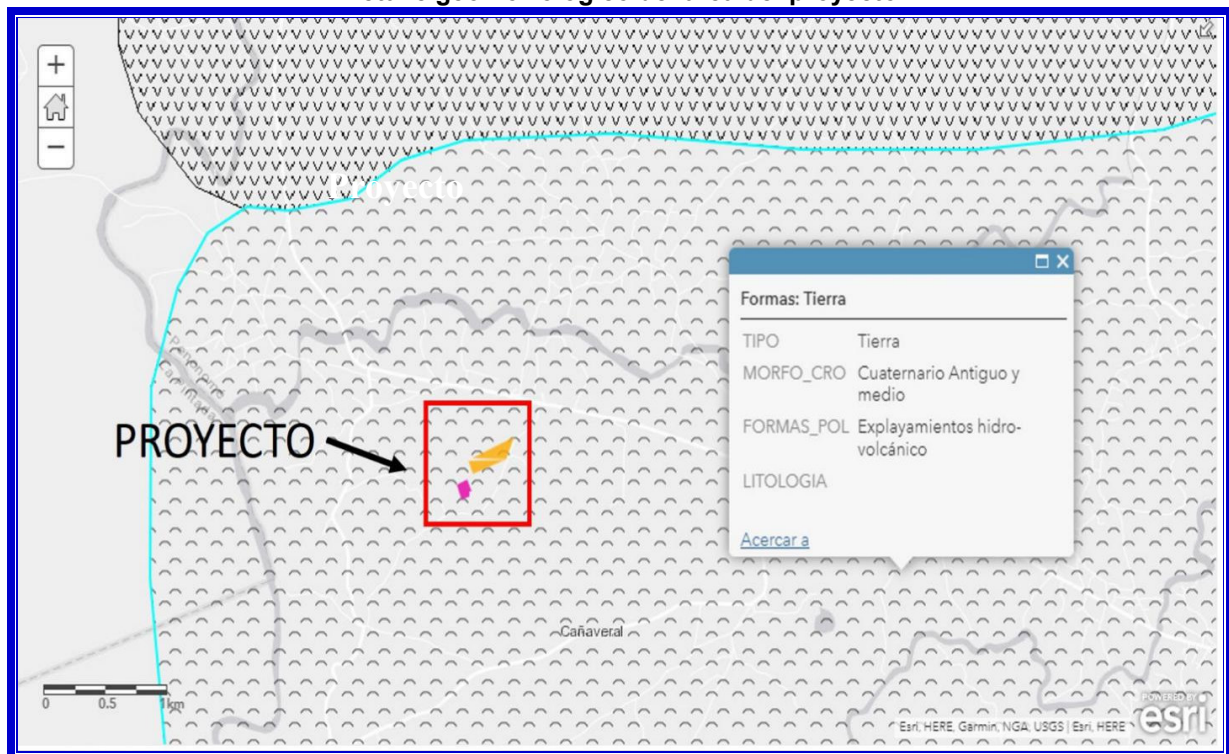 +
−
Proyecto
Penonomé
PROYECTO
Formas: Tierra
TIPO Tierra
MORFO_CRO Cuaternario Antiguo y
medio
FORMAS_POL Explayamientos hidro-
volcánico
LITOLOGIA
Acercar a
Cañaveral
0 0.5 1km
Esri, HERE, Garmin, NGA, USGS | Esri, HERE
POWERED BY
esri